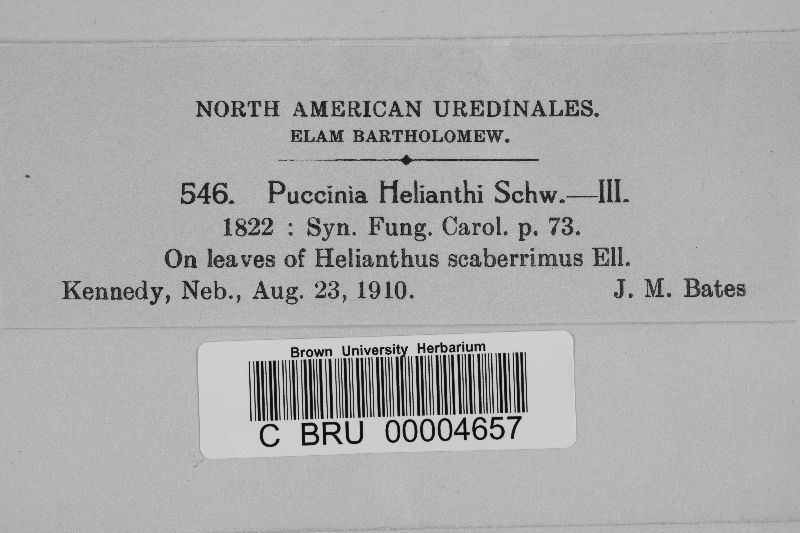 NORTH AMERICAN UREDINALES.
ELAM BARTHOLOMEW.
546. Puccinia Helianthi Schw.—III.
1822 : Syn. Fung. Carol. p. 73.
On leaves of Helianthus scaberrimus Ell.
Kennedy, Neb., Aug. 23, 1910. J. M. Bates
Brown University Herbarium
C BRU 00004657